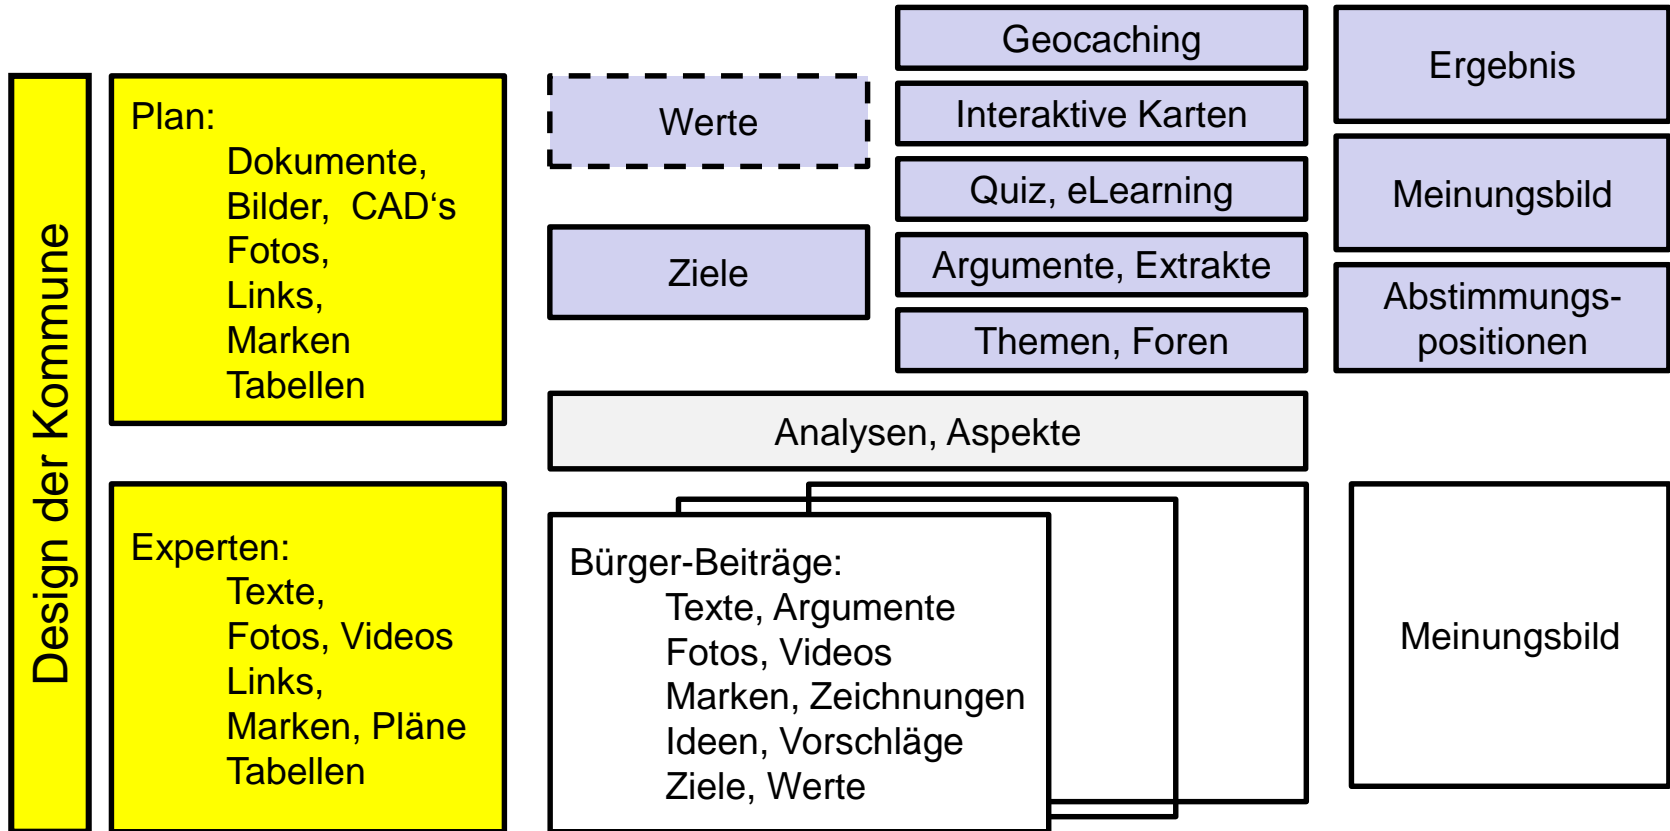 Design der Kommune
Plan:
Dokumente,
Bilder, CAD‘s
Fotos,
Links,
Marken
Tabellen
Experten:
Texte,
Fotos, Videos
Links,
Marken, Pläne
Tabellen
Werte
Ziele
Geocaching
Interaktive Karten
Quiz, eLearning
Argumente, Extrakte
Themen, Foren
Ergebnis
Meinungsbild
Abstimmungs-
positionen
Analysen, Aspekte
Bürger-Beiträge:
Texte, Argumente
Fotos, Videos
Marken, Zeichnungen
Ideen, Vorschläge
Ziele, Werte
Meinungsbild